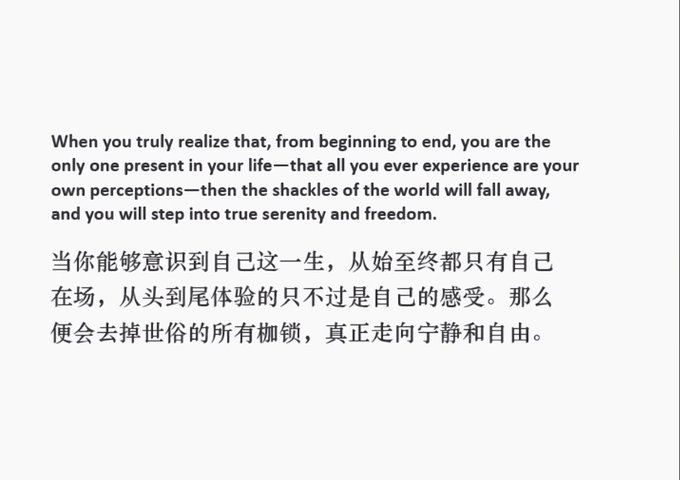 When you truly realize that, from beginning to end, you are the
only one present in your life—that all you ever experience are your
own perceptions—then the shackles of the world will fall away,
and you will step into true serenity and freedom.
当你能够意识到自己这一生，从始至终都只有自己
在场，从头到尾体验的只不过是自己的感受。那么
便会去掉世俗的所有枷锁，真正走向宁静和自由。